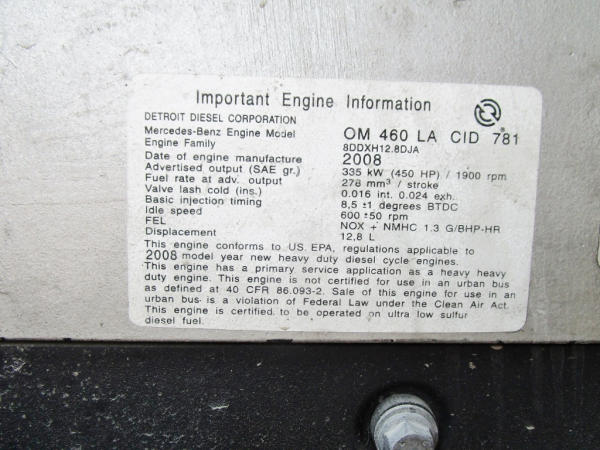 Important Engine Information
DETROIT DIESEL CORPORATION
Mercedes-Benz Engine Model OM 460 LA CID 781
Engine Family 8DDXH12.8DJA
Date of engine manufacture 2008
Advertised output (SAE gr.) 335 kW (450 HP) / 1900 rpm
Fuel rate at adv. output 278 mm³ / stroke
Valve lash cold (ins.) 0.016 int. 0.024 exh.
Basic injection timing 8,5 ±1 degrees BTDC
Idle speed 600 ±50 rpm
FEL NOX + NMHC 1.3 G/BHP-HR
Displacement 12,8 L
This engine conforms to US. EPA, regulations applicable to
2008 model year new heavy duty diesel cycle engines.
This engine has a primary service application as a heavy heavy
duty engine. This engine is not certified for use in an urban bus
as defined at 40 CFR 86.093-2. Sale of this engine for use in an
urban bus is a violation of Federal Law under the Clean Air Act.
This engine is certified to be operated on ultra low sulfur
diesel fuel.